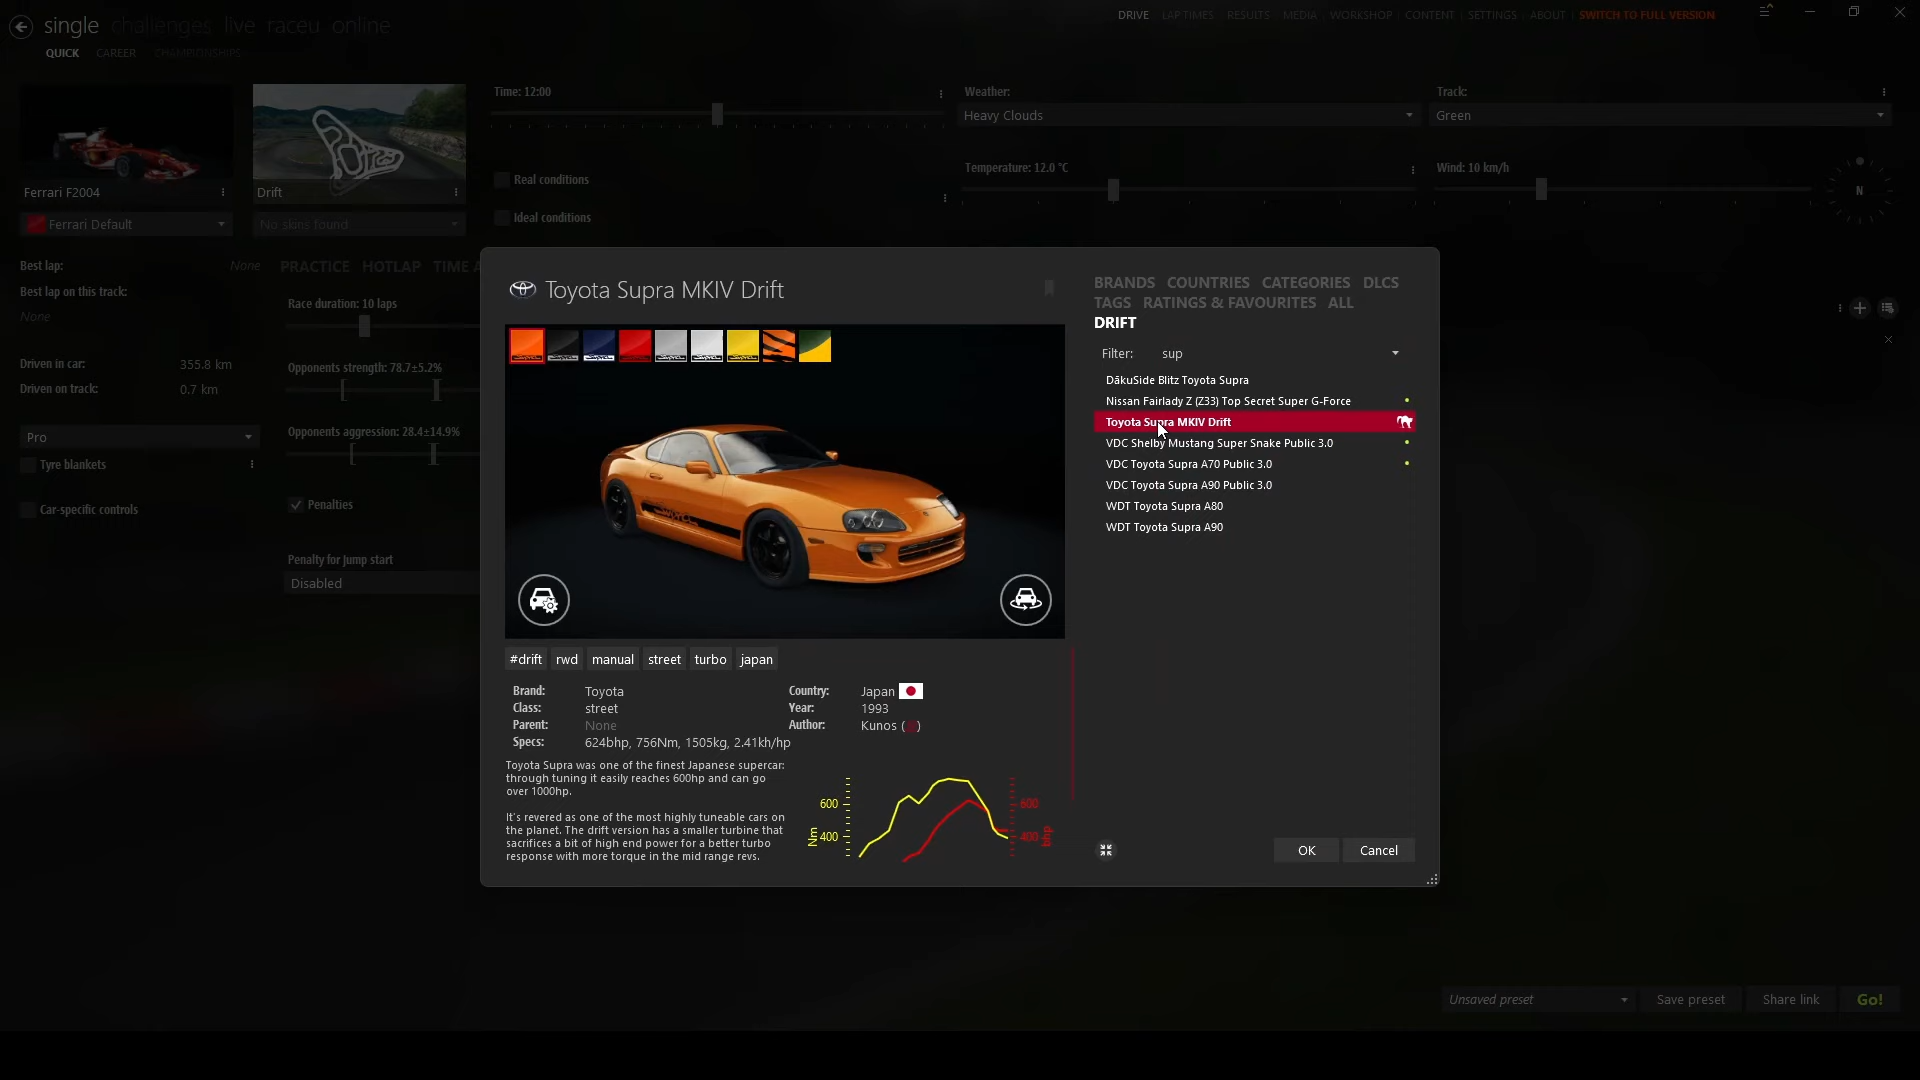 single challenges live raceu online
DRIVE LAP TIMES RESULTS MEDIA WORKSHOP CONTENT SETTINGS ABOUT SWITCH TO FULL VERSION
QUICK CAREER CHAMPIONSHIPS
Time: 12:00
Weather:
Track:
Heavy Clouds
Green
Temperature: 12.0 °C
Wind: 10 km/h
Real conditions
Ideal conditions
N
Ferrari F2004
Drift
Ferrari Default
No skins found
Best lap: None
Best lap on this track:
None
Driven in car: 355.8 km
Driven on track: 0.7 km
Pro
Tyre blankets
Car-specific controls
PRACTICE HOTLAP TIME A
Race duration: 10 laps
Opponents strength: 78.7±5.2%
Opponents aggression: 28.4±14.9%
Penalties
Penalty for jump start
Disabled
Toyota Supra MKIV Drift
#drift rwd manual street turbo japan
Brand: Toyota
Class: street
Parent: None
Specs: 624bhp, 756Nm, 1505kg, 2.41kh/hp
Country: Japan
Year: 1993
Author: Kunos ( )
Toyota Supra was one of the finest Japanese supercar:
through tuning it easily reaches 600hp and can go
over 1000hp.
It's revered as one of the most highly tuneable cars on
the planet. The drift version has a smaller turbine that
sacrifices a bit of high end power for a better turbo
response with more torque in the mid range revs.
600
400
Nm
600
400
bhp
BRANDS COUNTRIES CATEGORIES DLCS
TAGS RATINGS & FAVOURITES ALL
DRIFT
Filter: sup
DākuSide Blitz Toyota Supra
Nissan Fairlady Z (Z33) Top Secret Super G-Force
Toyota Supra MKIV Drift
VDC Shelby Mustang Super Snake Public 3.0
VDC Toyota Supra A70 Public 3.0
VDC Toyota Supra A90 Public 3.0
WDT Toyota Supra A80
WDT Toyota Supra A90
OK Cancel
Unsaved preset
Save preset
Share link
Go!